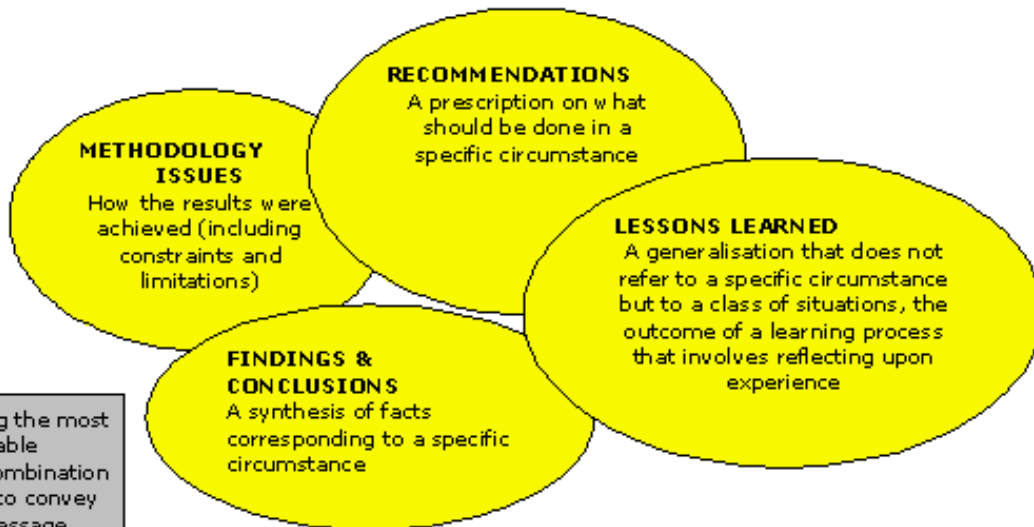 RECOMMENDATIONS
A prescription on what
should be done in a
specific circumstance
METHODOLOGY
ISSUES
How the results were
achieved (including
constraints and
limitations)
LESSONS LEARNED
A generalisation that does not
refer to a specific circumstance
but to a class of situations, the
outcome of a learning process
that involves reflecting upon
experience
FINDINGS &
CONCLUSIONS
A synthesis of facts
corresponding to a specific
circumstance
the most
to convey